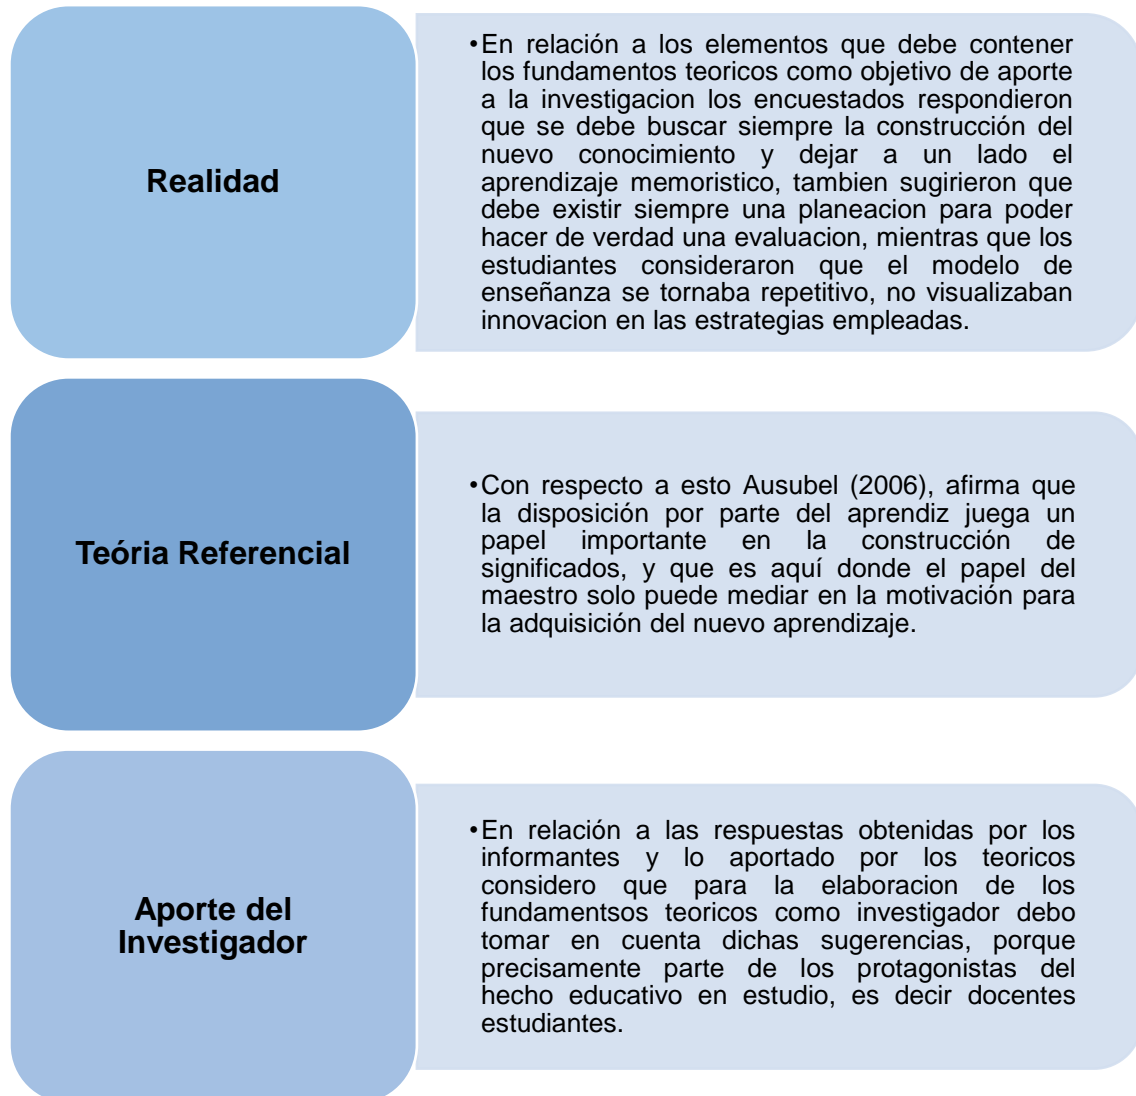 Realidad
•En relación a los elementos que debe contener
los fundamentos teoricos como objetivo de aporte
a la investigacion los encuestados respondieron
que se debe buscar siempre la construcción del
nuevo conocimiento y dejar a un lado el
aprendizaje memoristico, tambien sugirieron que
debe existir siempre una planeacion para poder
hacer de verdad una evaluacion, mientras que los
estudiantes consideraron que el modelo de
enseñanza se tornaba repetitivo, no visualizaban
innovacion en las estrategias empleadas.
Teória Referencial
•Con respecto a esto Ausubel (2006), afirma que
la disposición por parte del aprendiz juega un
papel importante en la construcción de
significados, y que es aquí donde el papel del
maestro solo puede mediar en la motivación para
la adquisición del nuevo aprendizaje.
Aporte del
Investigador
•En relación a las respuestas obtenidas por los
informantes y lo aportado por los teoricos
considero que para la elaboracion de los
fundamentsos teoricos como investigador debo
tomar en cuenta dichas sugerencias, porque
precisamente parte de los protagonistas del
hecho educativo en estudio, es decir docentes
estudiantes.